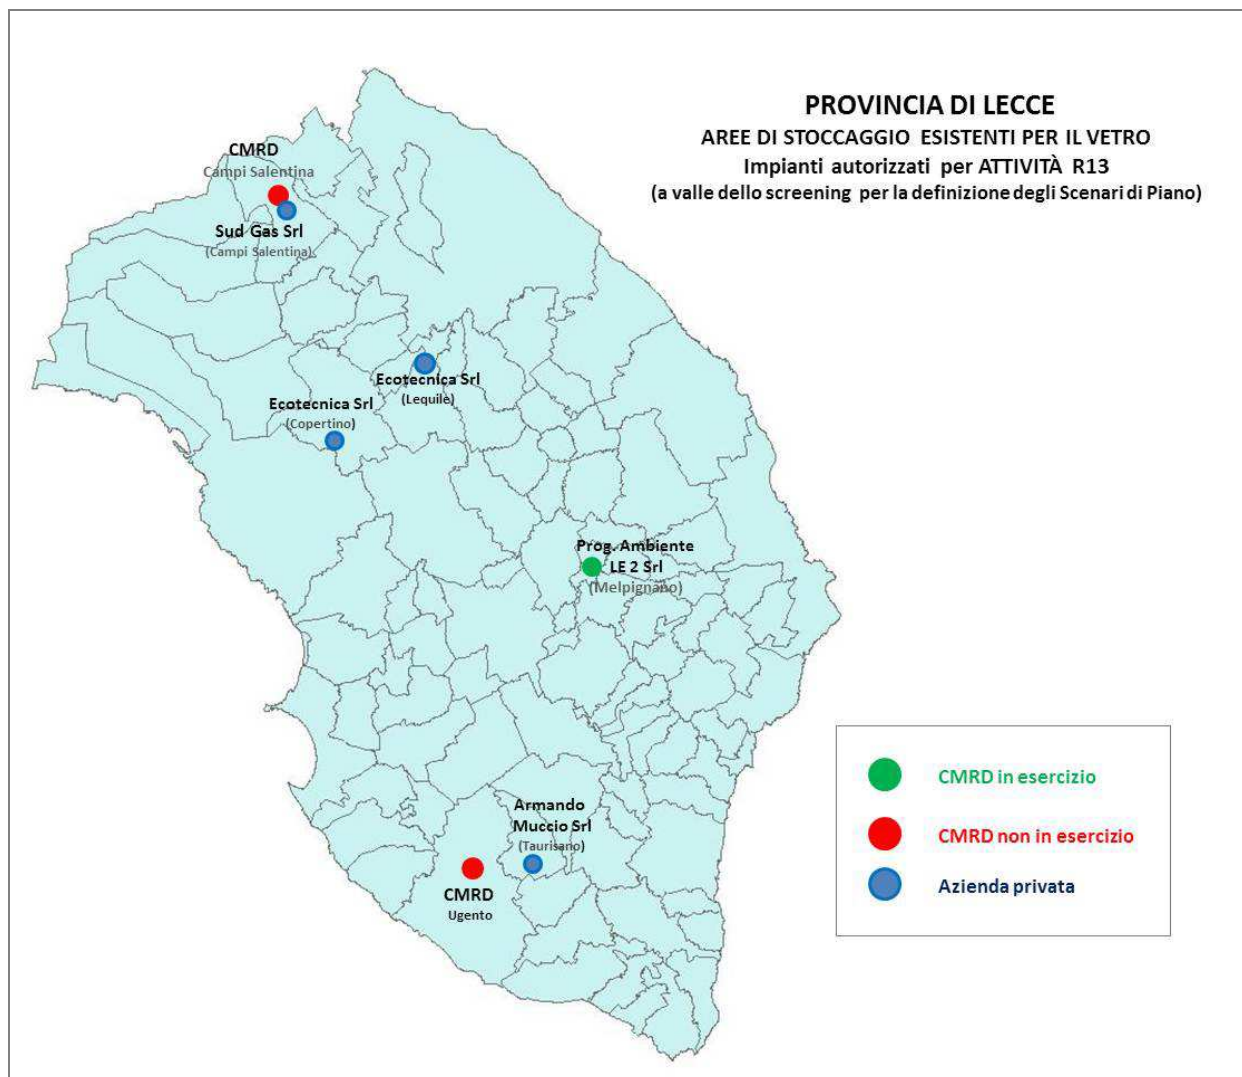 PROVINCIA DI LECCE
AREE DI STOCCAGGIO ESISTENTI PER IL VETRO
Impianti autorizzati per ATTIVITÀ R13
(a valle dello screening per la definizione degli Scenari di Piano)
CMRD
Campi Salentina
Sud Gas Srl
(Campi Salentina)
Ecotecnica Srl
(Lequile)
Ecotecnica Srl
(Copertino)
Prog. Ambiente
LE 2 Srl
(Melpignano)
Armando
Muccio Srl
(Taurisano)
CMRD
Ugento
CMRD in esercizio
CMRD non in esercizio
Azienda privata